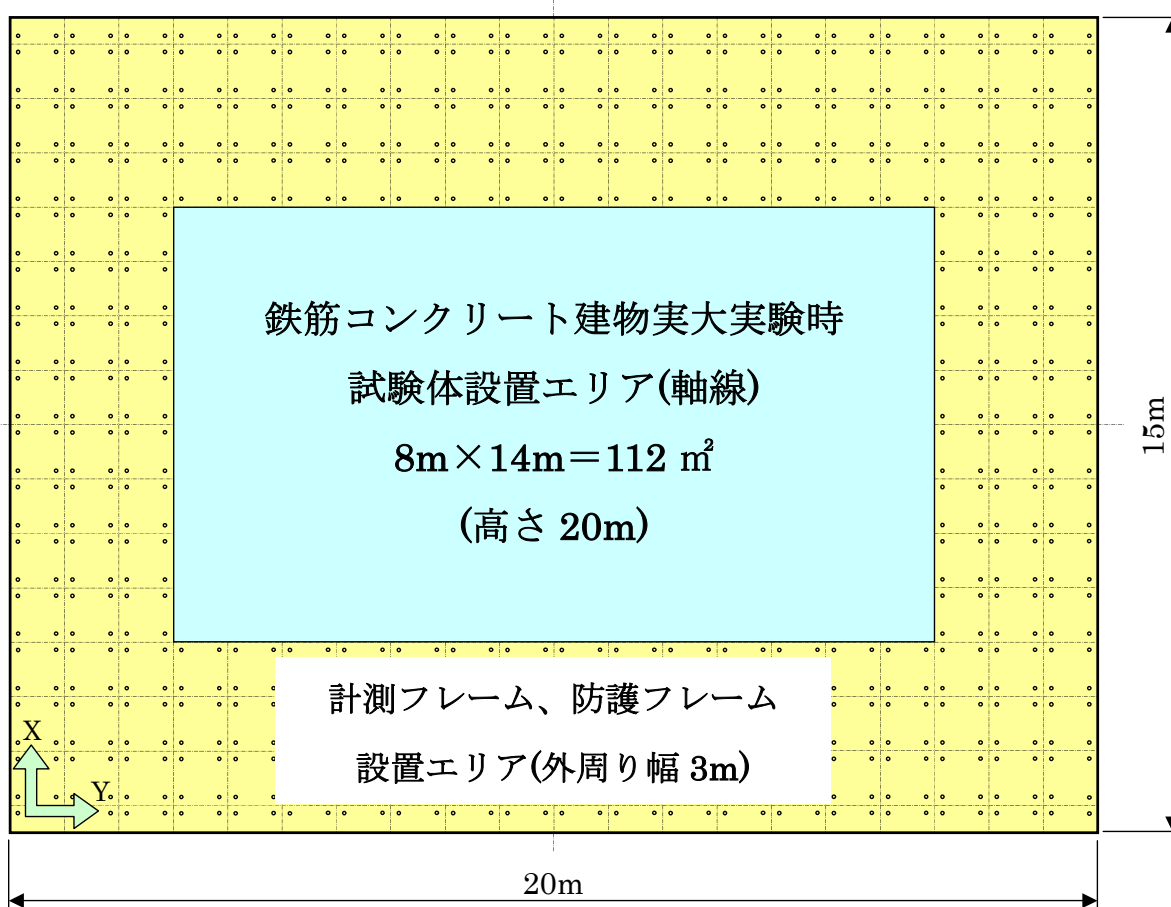 鉄筋コンクリート建物実大実験時
試験体設置エリア(軸線)
8m×14m=112 ㎡
(高さ 20m)
15m
計測フレーム、防護フレーム
設置エリア(外周り幅 3m)
X
Y
20m